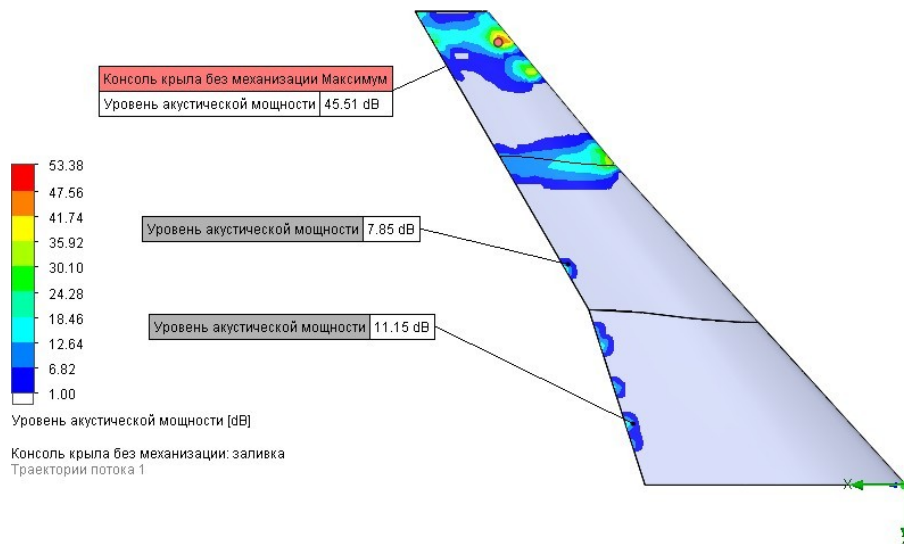 Консоль крыла без механизации Максимум
Уровень акустической мощности 45.51 dB
53.38
47.56
41.74
35.92
30.10
24.28
18.46
12.64
6.82
1.00
Уровень акустической мощности 7.85 dB
Уровень акустической мощности 11.15 dB
Уровень акустической мощности [dB]
Консоль крыла без механизации: заливка
Траектории потока 1
X